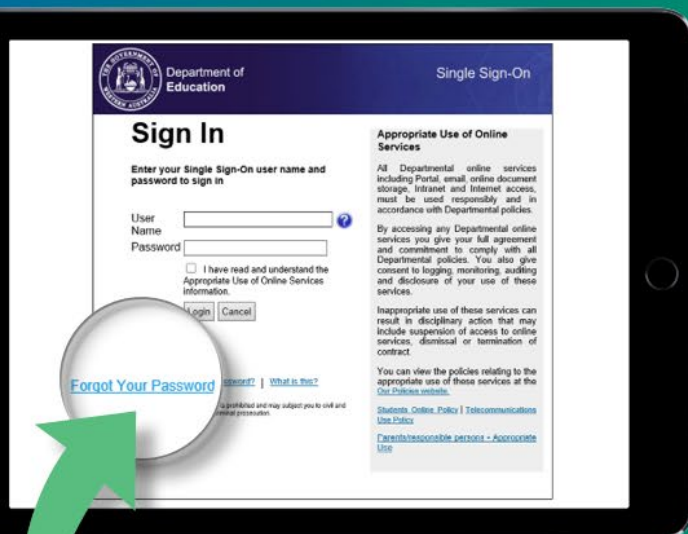 THE GOVERNMENT OF
WESTERN AUSTRALIA
Department of
Education
Single Sign-On
Sign In
Enter your Single Sign-On user name and
password to sign in
User
Name
Password
I have read and understand the
Appropriate Use of Online Services
information.
Login
Cancel
Forgot Your Password
ssword? | What is this?
is prohibited and may subject you to civil and
criminal prosecution.
Appropriate Use of Online
Services
All Departmental online services
including Portal, email, online document
storage, Intranet and Internet access,
must be used responsibly and in
accordance with Departmental policies.
By accessing any Departmental online
services you give your full agreement
and commitment to comply with all
Departmental policies. You also give
consent to logging, monitoring, auditing
and disclosure of your use of these
services.
Inappropriate use of these services can
result in disciplinary action that may
include suspension of access to online
services, dismissal or termination of
contract.
You can view the policies relating to the
appropriate use of these services at the
Our Policies website.
Students Online Policy | Telecommunications
Use Policy
Parents/responsible persons - Appropriate
Use